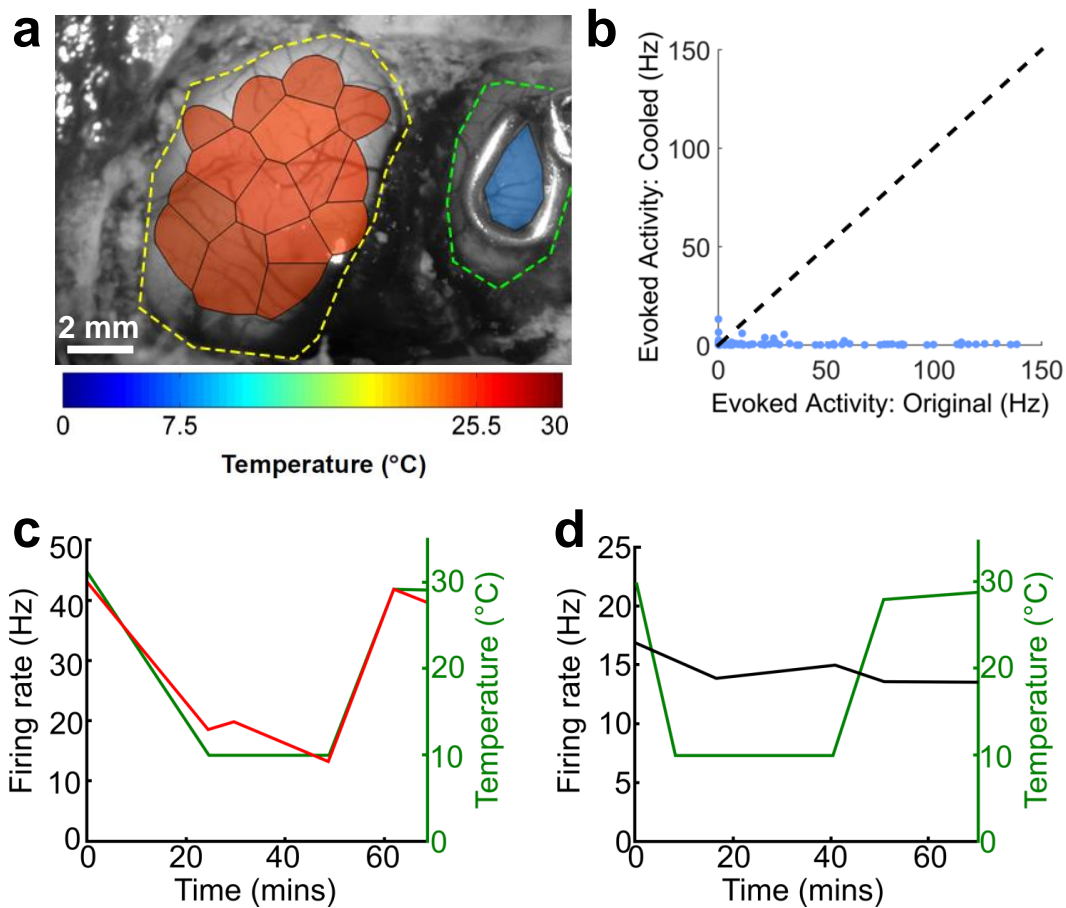 a
2 mm
0 7.5 25.5 30
Temperature (°C)
b
Evoked Activity: Cooled (Hz)
150
100
50
0
0 50 100 150
Evoked Activity: Original (Hz)
c
Firing rate (Hz)
50
40
30
20
10
0
0 20 40 60
Time (mins)
30
20
10
0
Temperature (°C)
d
Firing rate (Hz)
25
20
15
10
5
0
0 20 40 60
Time (mins)
30
20
10
0
Temperature (°C)